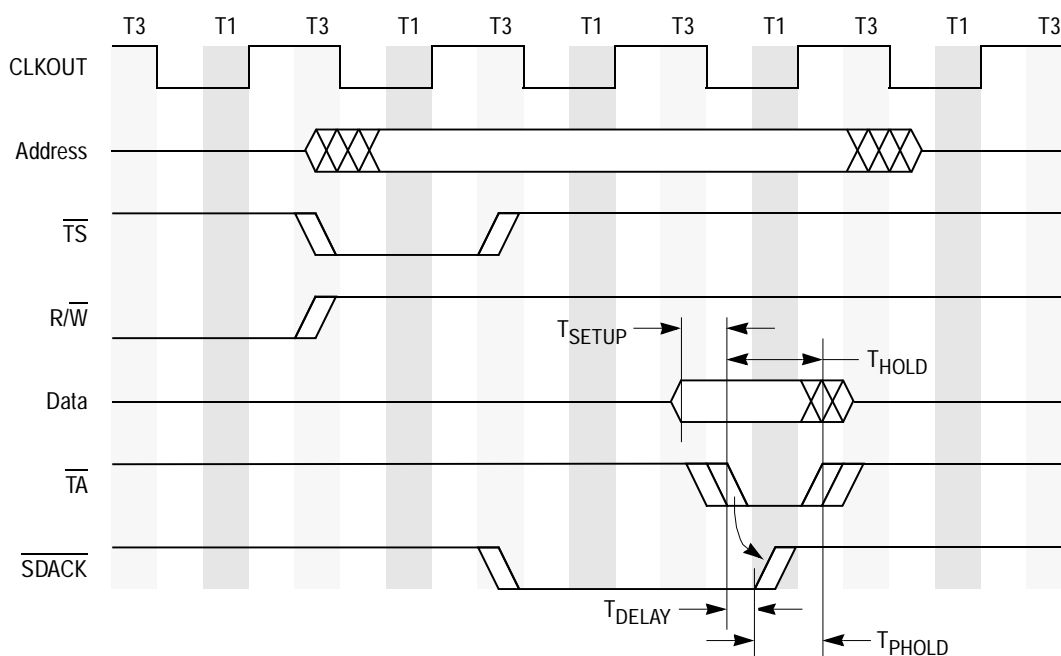 T3 T1 T3 T1 T3 T1 T3 T1 T3 T1 T3
CLKOUT
Address
TS
R/W
TSETUP
THOLD
Data
TA
SDACK
TDELAY
TPHOLD